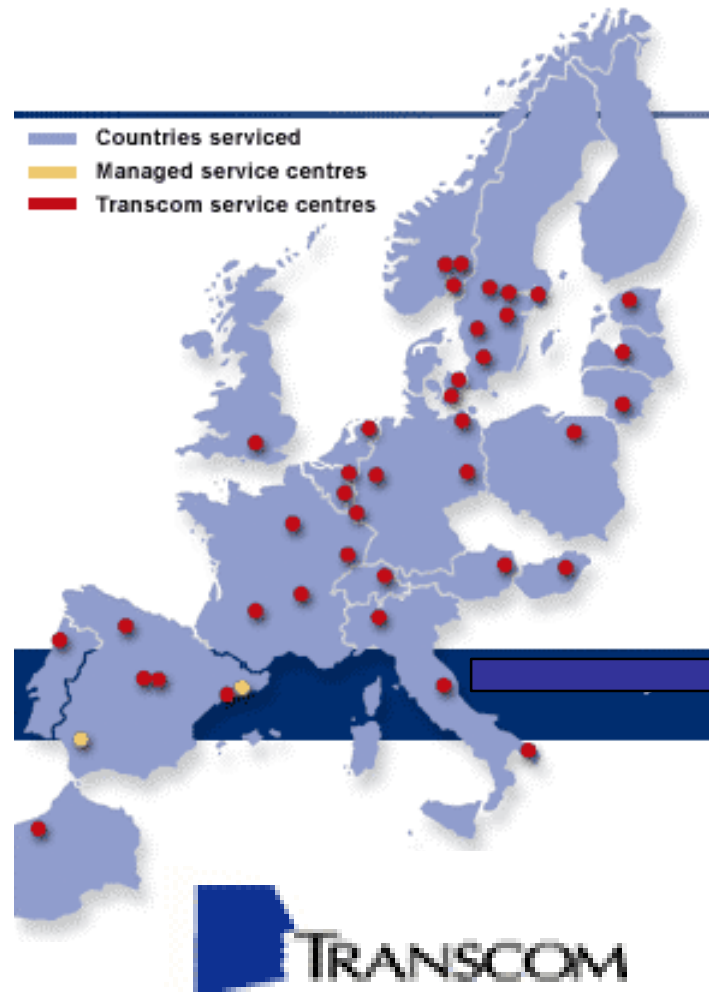 Countries serviced
Managed service centres
Transcom service centres
TRANSCOM